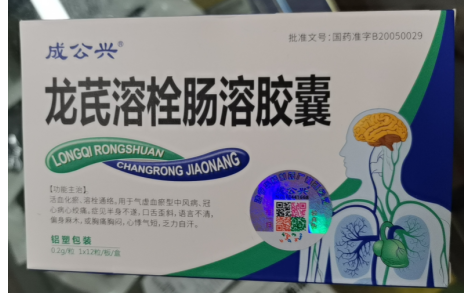 成公兴®
批准文号：国药准字B20050029
龙芪溶栓肠溶胶囊
LONGQI RONGSHUAN
CHANGRONG JIAONANG
【功能主治】
活血化瘀，溶栓通络。用于气虚血瘀型中风病、冠
心病心绞痛。症见半身不遂，口舌歪斜，语言不清，
偏身麻木，或胸痛胸闷，心悸气短，乏力自汗。
铝塑包装
0.2g/粒 1x12粒/板/盒
成公兴